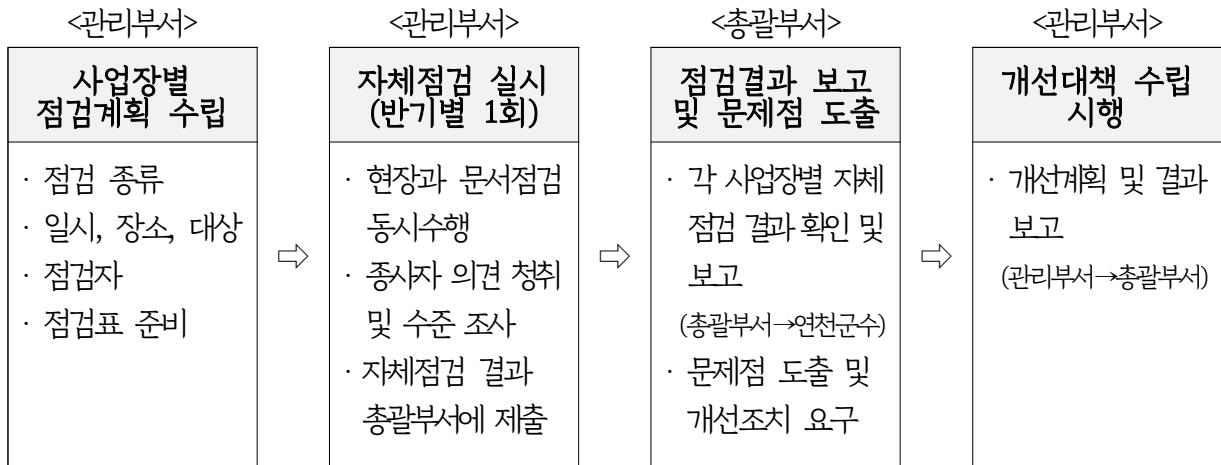 <관리부서>
사업장별
점검계획 수립
· 점검 종류
· 일시, 장소, 대상
· 점검자
· 점검표 준비
⇨
<관리부서>
자체점검 실시
(반기별 1회)
· 현장과 문서점검
동시수행
· 종사자 의견 청취
및 수준 조사
· 자체점검 결과
총괄부서에 제출
⇨
<총괄부서>
점검결과 보고
및 문제점 도출
· 각 사업장별 자체
점검 결과 확인 및
보고
(총괄부서→연천군수)
· 문제점 도출 및
개선조치 요구
⇨
<관리부서>
개선대책 수립
시행
· 개선계획 및 결과
보고
(관리부서→총괄부서)